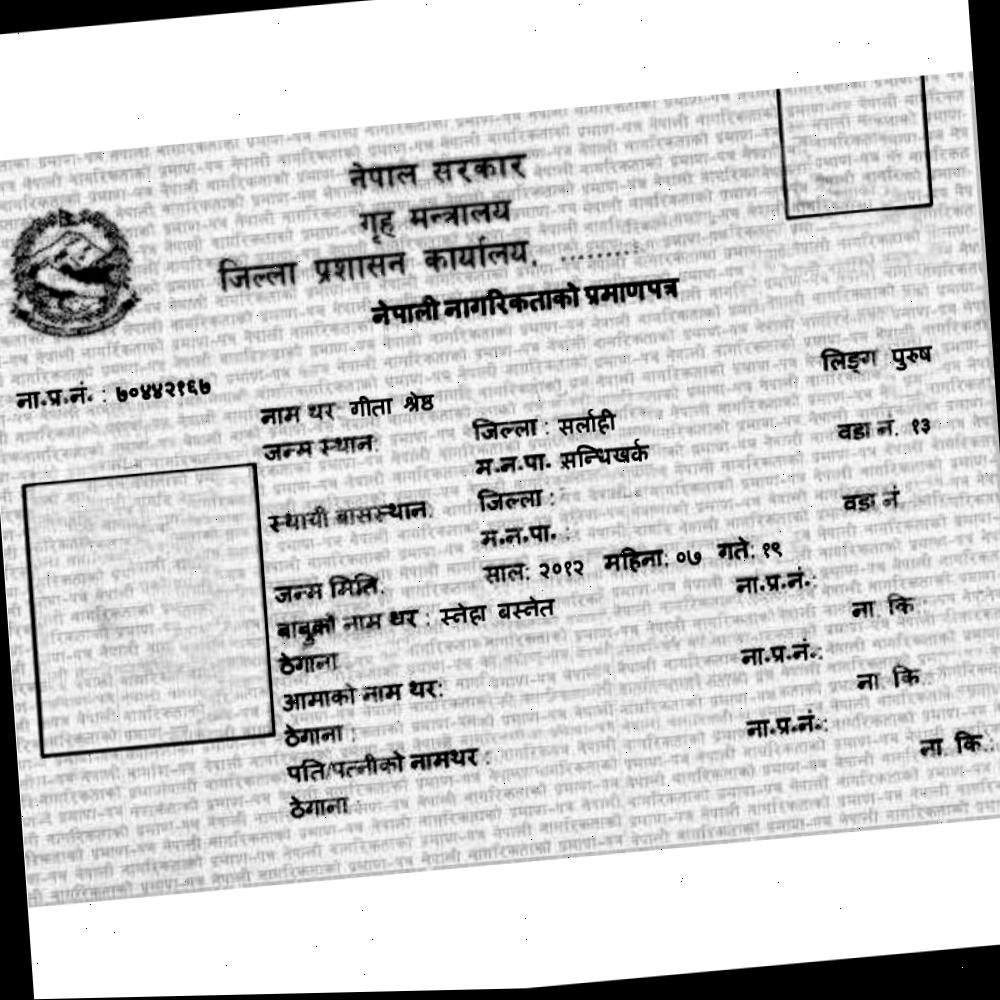 नेपाल सरकार
गृह मन्त्रालय
जिल्ला प्रशासन कार्यालय, .........
नेपाली नागरिकताको प्रमाणपत्र
ना.प्र.नं. : ७०४४२१६७
लिङ्ग पुरुष
नाम थर गीता श्रेष्ठ
जन्म स्थान: जिल्ला : सर्लाही वडा नं. १३
म.न.पा. सन्धिखर्क
स्थायी बासस्थान: जिल्ला : वडा नं
म.न.पा. :
जन्म मिति: साल: २०१२ महिना: ०७ गते: १९
बाबुको नाम थर : स्नेहा बस्नेत ना.प्र.नं.:
ठेगाना ना कि
आमाको नाम थर: ना.प्र.नं.:
ठेगाना : ना कि
पति/पत्नीको नामथर : ना.प्र.नं.:
ठेगाना : ना कि :